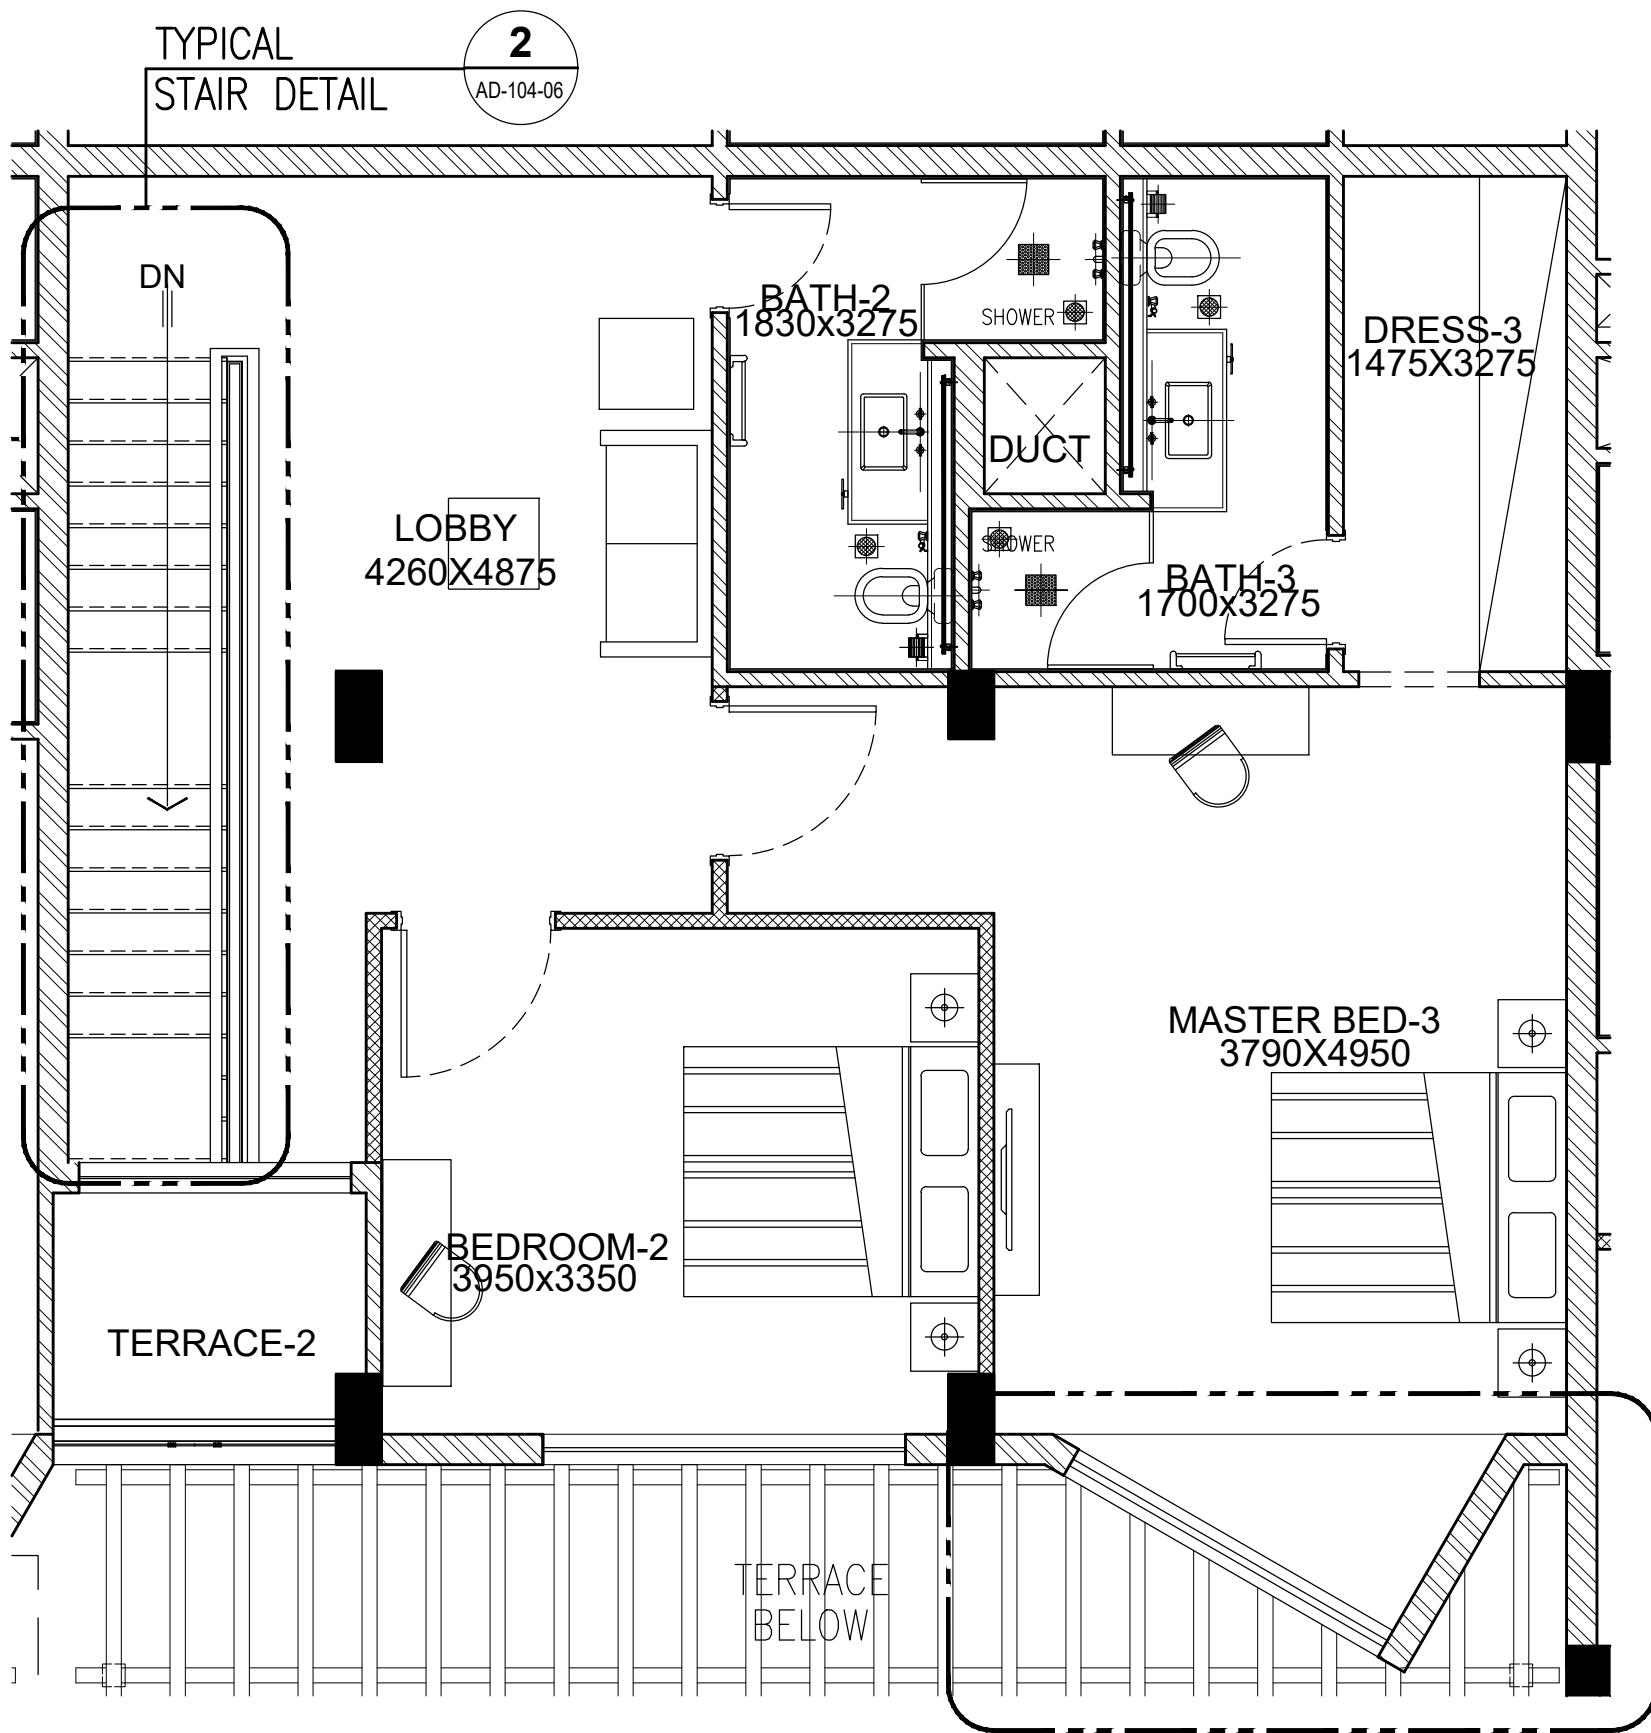 TYPICAL
STAIR DETAIL
2
AD-104-06
DN
BATH-2
1830x3275
SHOWER
DRESS-3
1475X3275
DUCT
LOBBY
4260X4875
SHOWER
BATH-3
1700x3275
MASTER BED-3
3790X4950
BEDROOM-2
3950x3350
TERRACE-2
TERRACE
BELOW